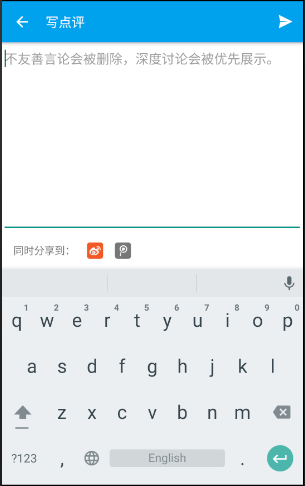 写点评
不友善言论会被删除，深度讨论会被优先展示。
同时分享到：
1 2 3 4 5 6 7 8 9 0
q w e r t y u i o p
a s d f g h j k l
z x c v b n m
?123 , English .